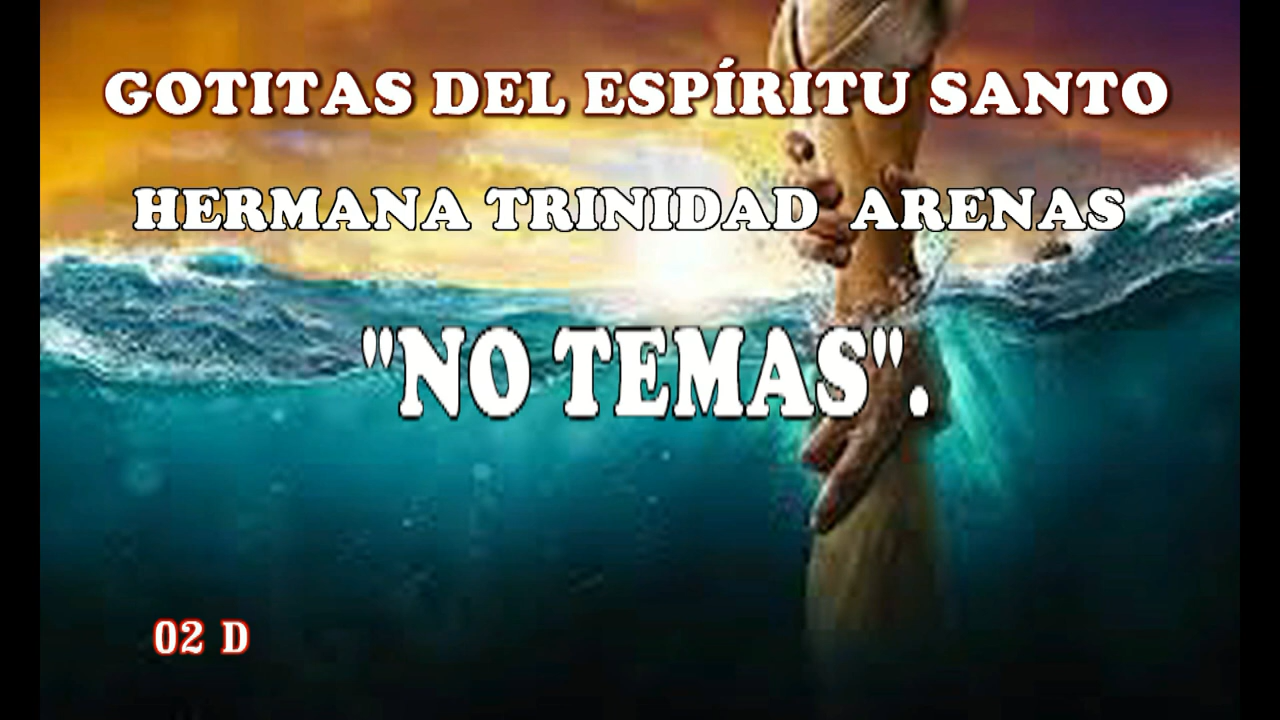 GOTITAS DEL ESPÍRITU SANTO
HERMANA TRINIDAD ARENAS
"NO TEMAS".
02 D